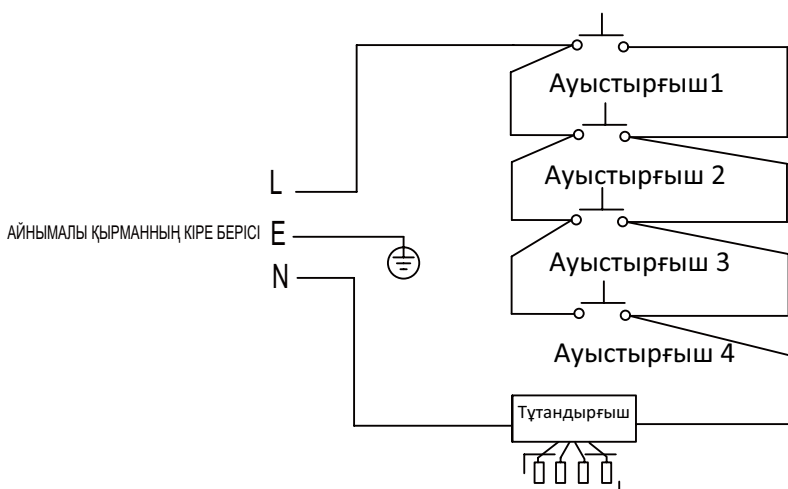 Ауыстырғыш1
Ауыстырғыш 2
L
АЙНЫМАЛЫ ҚЫРМАННЫҢ КІРЕ БЕРІСІ E
N
Ауыстырғыш 3
Ауыстырғыш 4
Тұтандырғыш